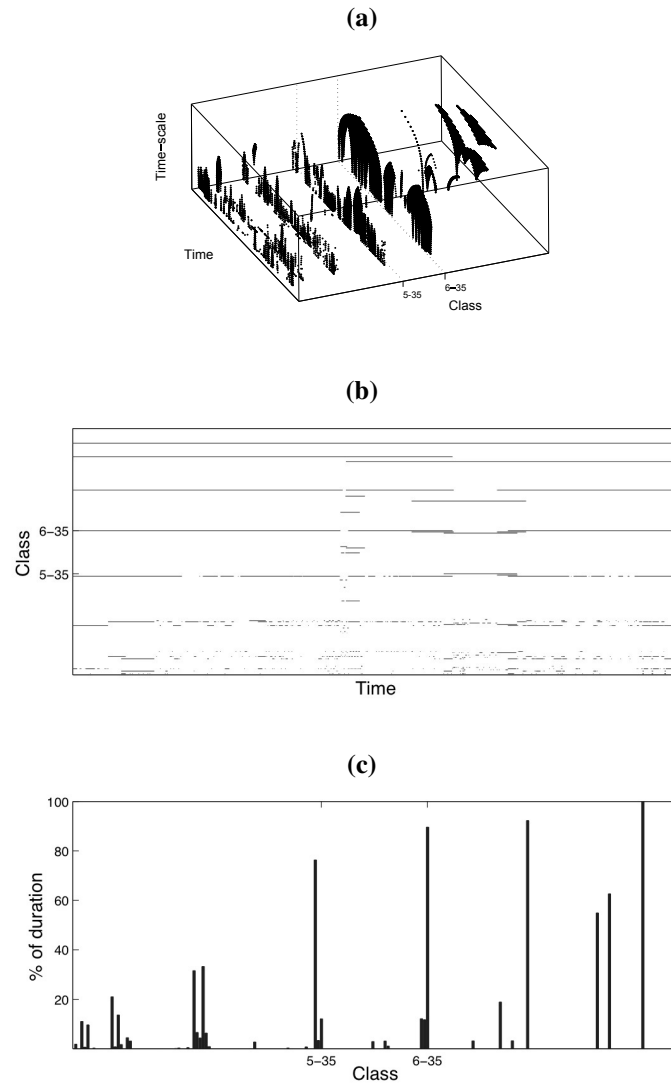 (a)
Time-scale
Time
5-35
6-35
Class
(b)
6-35
5-35
Class
Time
(c)
100
80
60
40
20
% of duration
5-35
6-35
Class